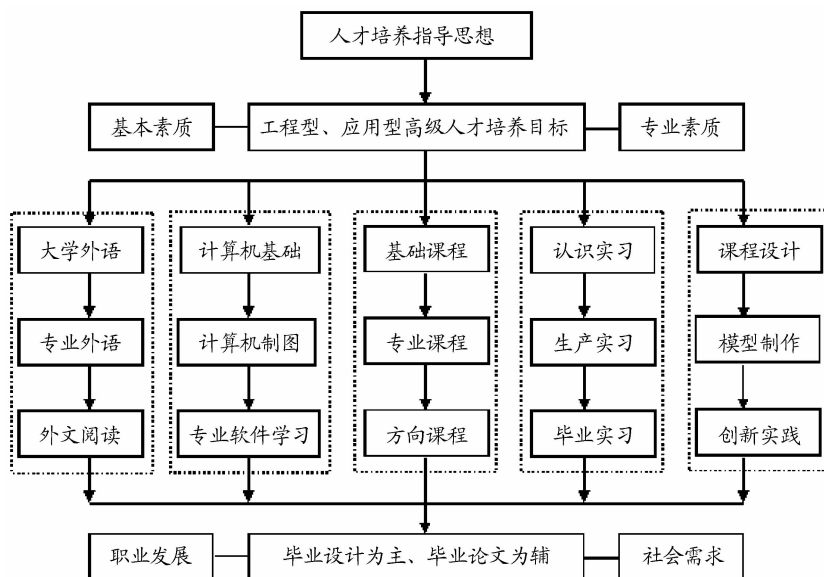 人才培养指导思想
基本素质
工程型、应用型高级人才培养目标
专业素质
大学外语
计算机基础
基础课程
认识实习
课程设计
专业外语
计算机制图
专业课程
生产实习
模型制作
外文阅读
专业软件学习
方向课程
毕业实习
创新实践
职业发展
毕业设计为主、毕业论文为辅
社会需求